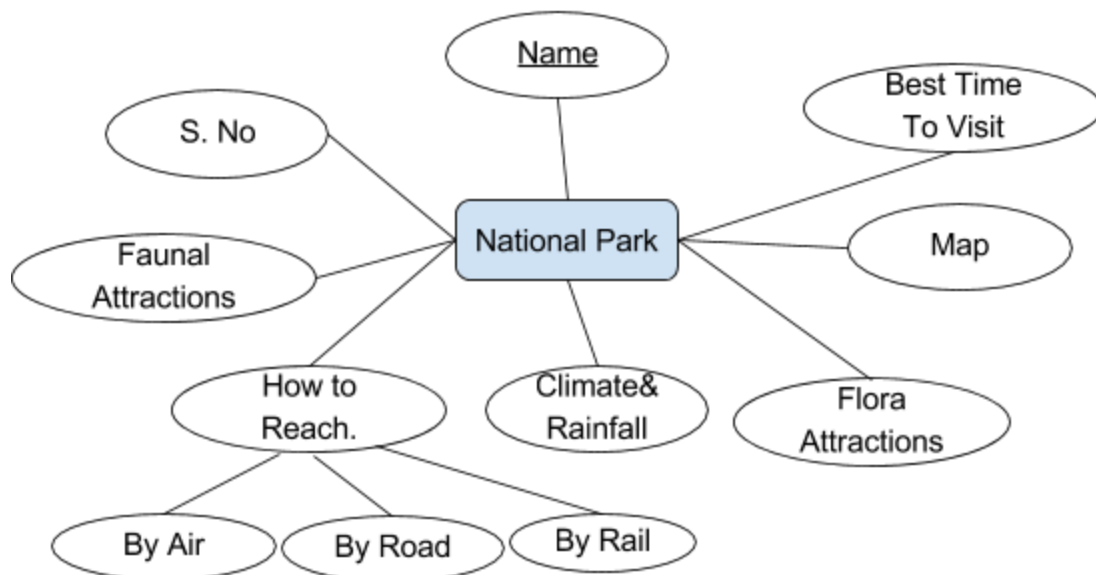 Name
Best Time
To Visit
S. No
National Park
Map
Faunal
Attractions
How to
Reach.
Climate&
Rainfall
Flora
Attractions
By Air
By Road
By Rail